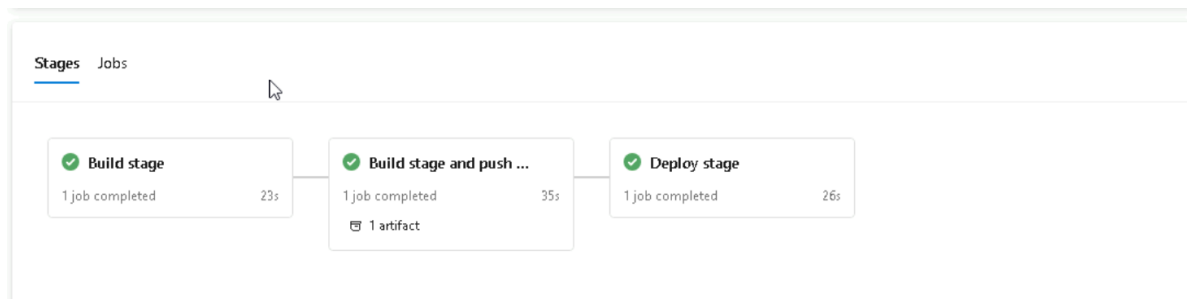 Stages Jobs
Build stage
1 job completed 23s
Build stage and push ...
1 job completed 35s
1 artifact
Deploy stage
1 job completed 26s